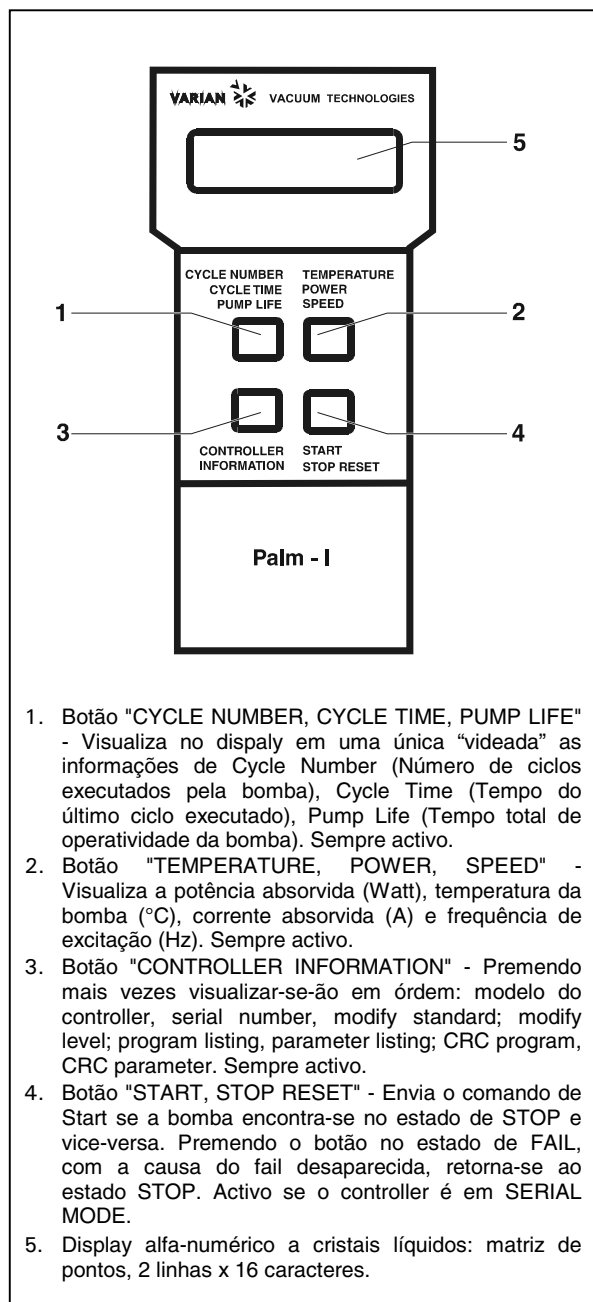 VARIAN VACUUM TECHNOLOGIES
5
CYCLE NUMBER
CYCLE TIME
PUMP LIFE
TEMPERATURE
POWER
SPEED
1
2
3
4
CONTROLLER
INFORMATION
START
STOP RESET
Palm - I
1. Botão "CYCLE NUMBER, CYCLE TIME, PUMP LIFE"
- Visualiza no dispaly em uma única “videada” as
informações de Cycle Number (Número de ciclos
executados pela bomba), Cycle Time (Tempo do
último ciclo executado), Pump Life (Tempo total de
operatividade da bomba). Sempre activo.
2. Botão "TEMPERATURE, POWER, SPEED" -
Visualiza a potência absorvida (Watt), temperatura da
bomba (°C), corrente absorvida (A) e frequência de
excitação (Hz). Sempre activo.
3. Botão "CONTROLLER INFORMATION" - Premendo
mais vezes visualizar-se-ão em órdem: modelo do
controller, serial number, modify standard; modify
level; program listing, parameter listing; CRC program,
CRC parameter. Sempre activo.
4. Botão "START, STOP RESET" - Envia o comando de
Start se a bomba encontra-se no estado de STOP e
vice-versa. Premendo o botão no estado de FAIL,
com a causa do fail desaparecida, retorna-se ao
estado STOP. Activo se o controller é em SERIAL
MODE.
5. Display alfa-numérico a cristais líquidos: matriz de
pontos, 2 linhas x 16 caracteres.